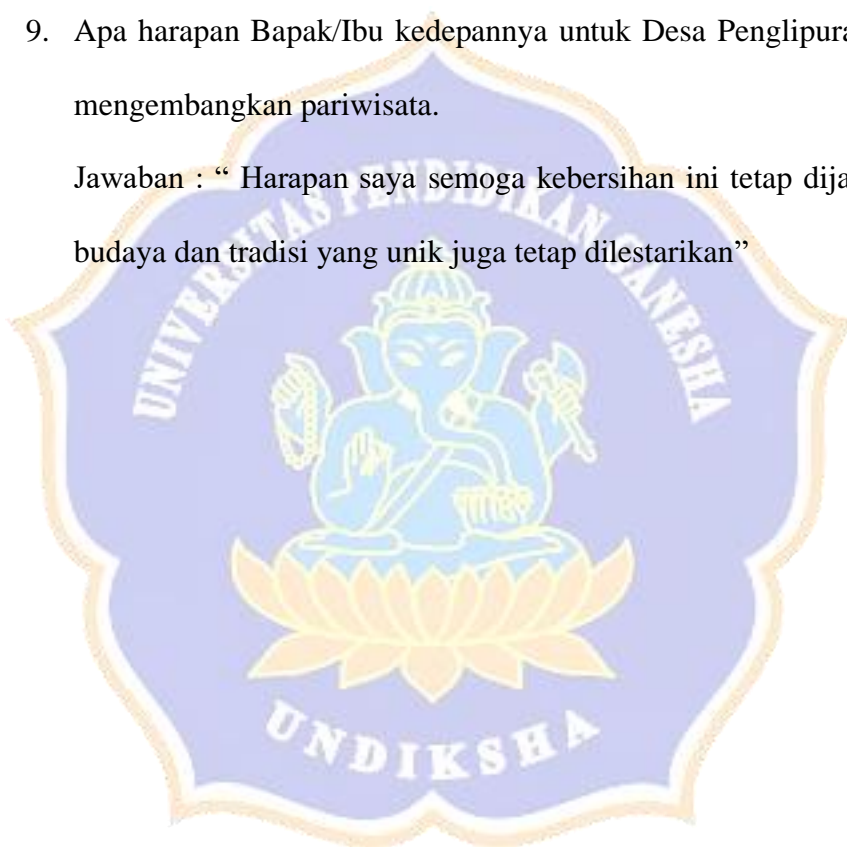 9. Apa harapan Bapak/Ibu kedepannya untuk Desa Penglipura
mengembangkan pariwisata.
Jawaban : “ Harapan saya semoga kebersihan ini tetap dija
budaya dan tradisi yang unik juga tetap dilestarikan”
UNIVERSITAS PENDIDIKAN GANESHA
UNDIKSHA